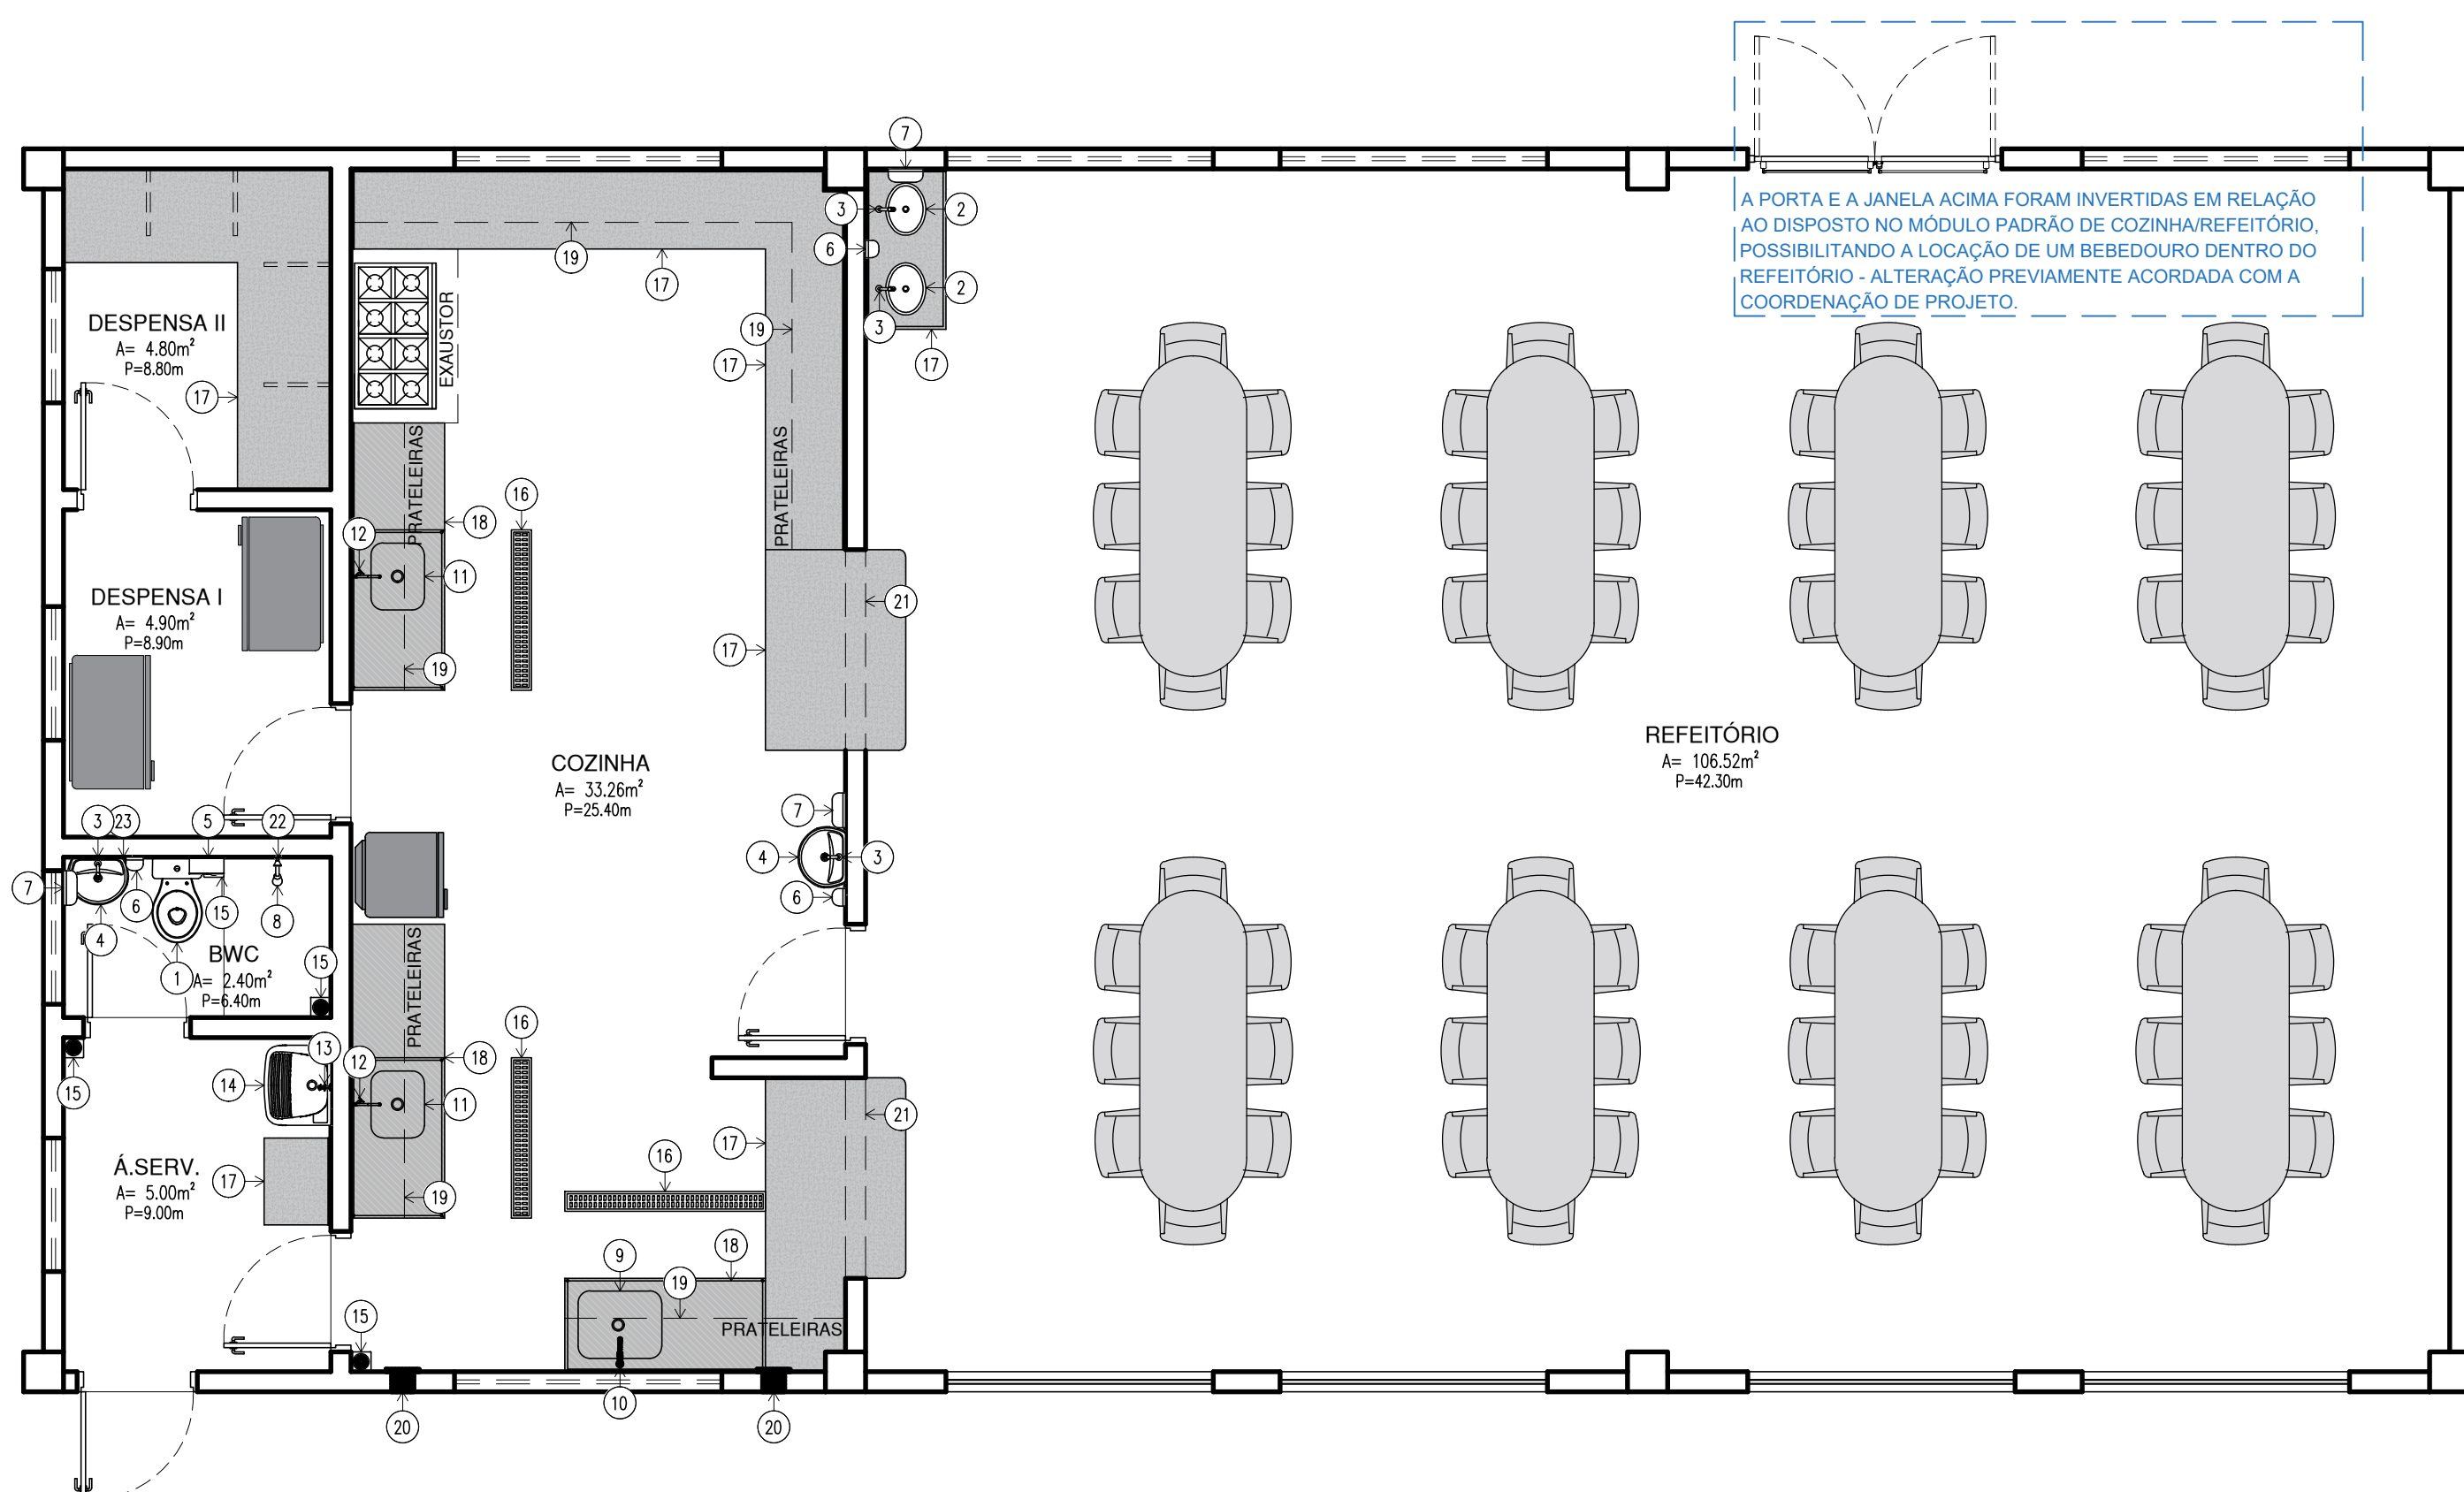 7
A PORTA E A JANELA ACIMA FORAM INVERTIDAS EM RELAÇÃO
AO DISPOSTO NO MÓDULO PADRÃO DE COZINHA/REFEITÓRIO,
POSSIBILITANDO A LOCAÇÃO DE UM BEBEDOURO DENTRO DO
REFEITÓRIO - ALTERAÇÃO PREVIAMENTE ACORDADA COM A
COORDENAÇÃO DE PROJETO.
3
2
6
19
17
2
3
17
DESPENSA II
A= 4.80m²
P=8.80m
17
EXAUSTOR
19
17
PRATELEIRAS
PRATELEIRAS
16
18
12
11
DESPENSA I
A= 4.90m²
P=8.90m
21
17
19
REFEITÓRIO
A= 106.52m²
P=42.30m
COZINHA
A= 33.26m²
P=25.40m
7
3
23
5
22
4
3
7
6
15
8
6
4
BWC
A= 2.40m²
P=6.40m
1
15
PRATELEIRAS
16
13
12
18
15
14
11
21
17
Á.SERV.
A= 5.00m²
P=9.00m
17
16
19
9
18
19
15
PRATELEIRAS
10
20
20